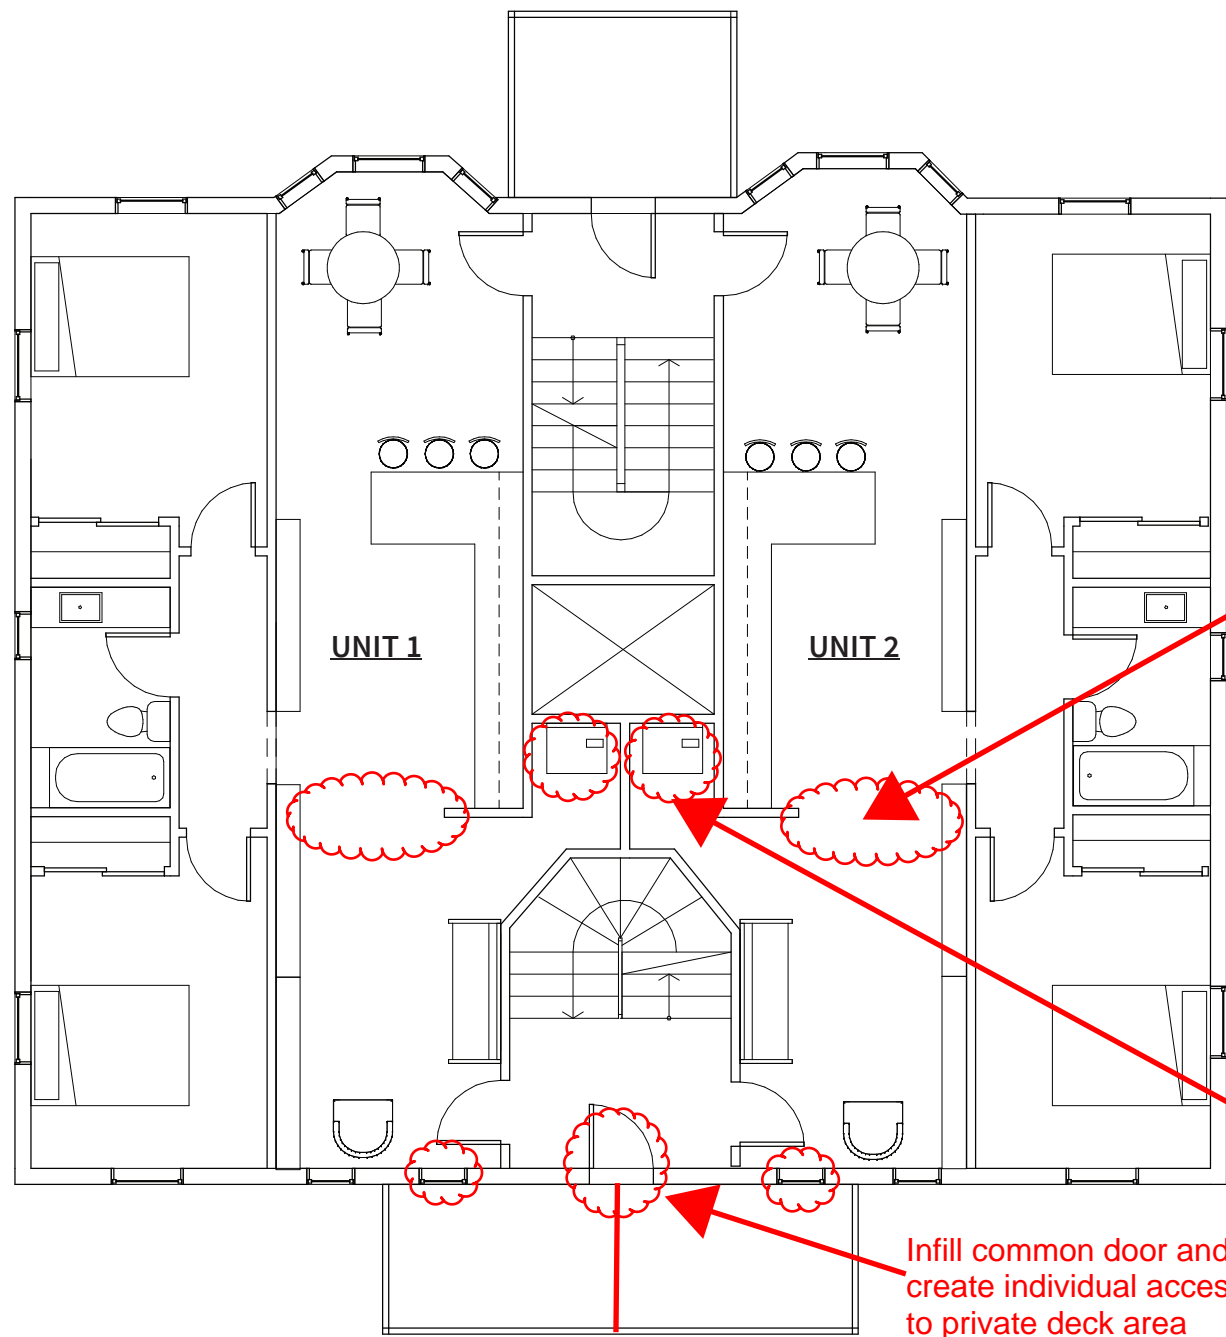 UNIT 1
UNIT 2
Infill common door and
create individual acces
to private deck area